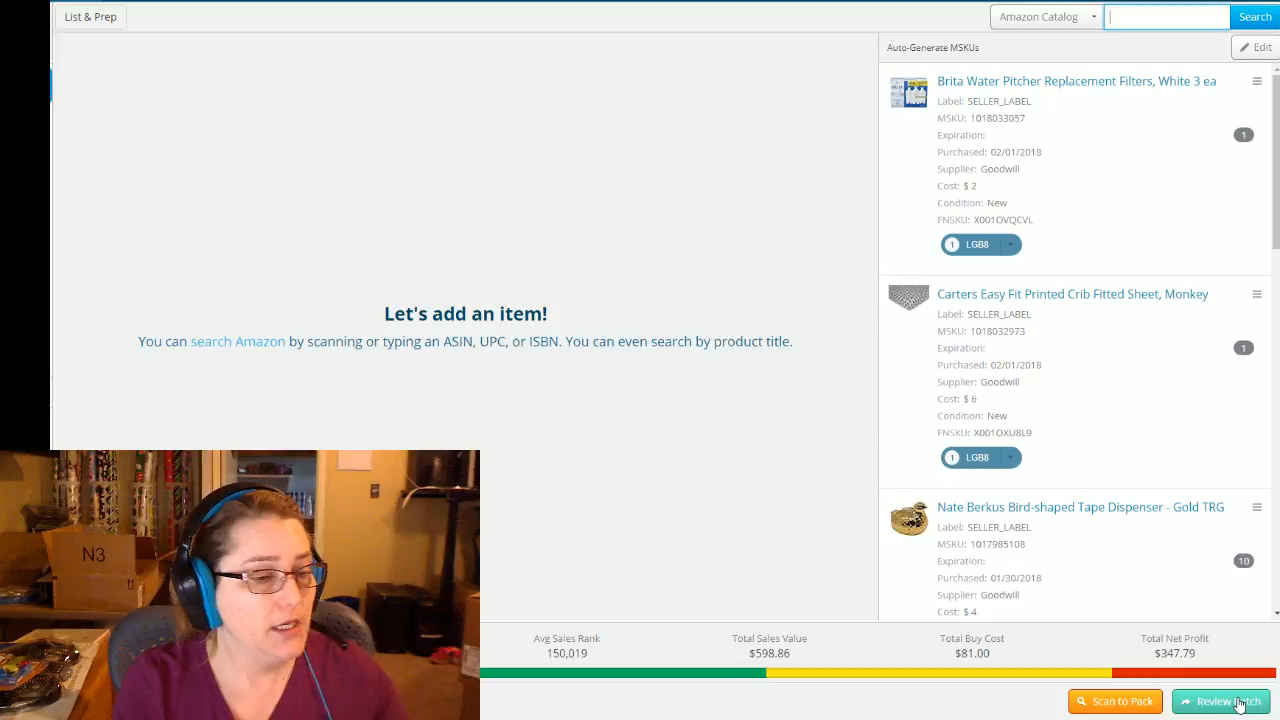 List & Prep
Amazon Catalog
Search
Auto-Generate MSKUs
Edit
Brita Water Pitcher Replacement Filters, White 3 ea
Label: SELLER_LABEL
MSKU: 1018033057
Expiration:
1
Purchased: 02/01/2018
Supplier: Goodwill
Cost: $ 2
Condition: New
FNSKU: X001OVQCVL
1 LGB8
Carters Easy Fit Printed Crib Fitted Sheet, Monkey
Label: SELLER_LABEL
MSKU: 1018032973
Expiration:
1
Purchased: 02/01/2018
Supplier: Goodwill
Cost: $ 6
Condition: New
FNSKU: X001OXU8L9
1 LGB8
Nate Berkus Bird-shaped Tape Dispenser - Gold TRG
Label: SELLER_LABEL
MSKU: 1017985108
Expiration:
10
Purchased: 01/30/2018
Supplier: Goodwill
Cost: $ 4
Let's add an item!
You can search Amazon by scanning or typing an ASIN, UPC, or ISBN. You can even search by product title.
N3
Avg Sales Rank
150,019
Total Sales Value
$598.86
Total Buy Cost
$81.00
Total Net Profit
$347.79
Scan to Pack
Review Batch